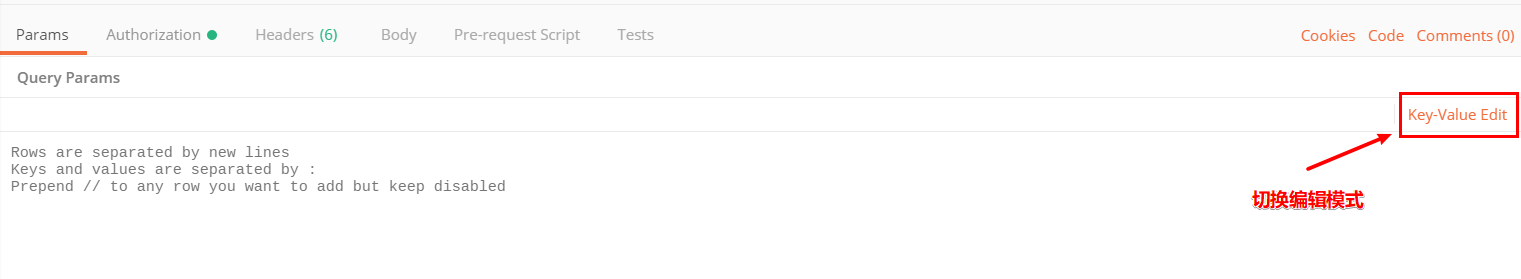 Params Authorization Headers (6) Body Pre-request Script Tests Cookies Code Comments (0)
Query Params
Key-Value Edit
Rows are separated by new lines
Keys and values are separated by :
Prepend // to any row you want to add but keep disabled
切换编辑模式